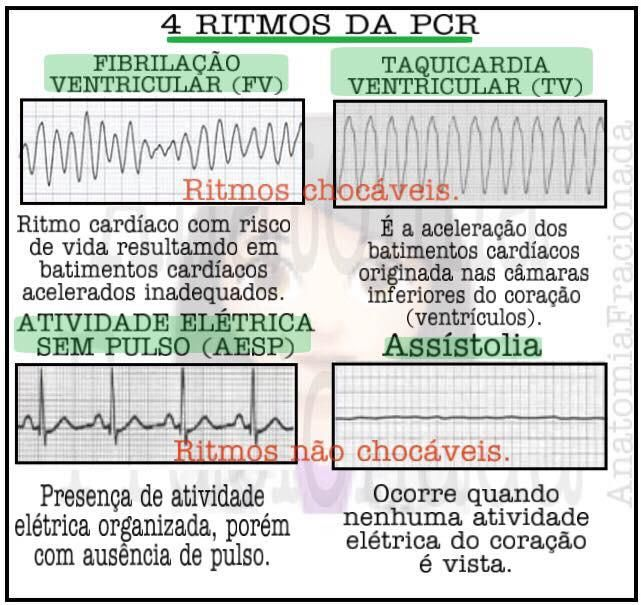 4 RITMOS DA PCR
FIBRILAÇÃO
VENTRICULAR (FV)
TAQUICARDIA
VENTRICULAR (TV)
Ritmos chocáveis.
Ritmo cardíaco com risco
de vida resultamdo em
batimentos cardíacos
acelerados inadequados.
É a aceleração dos
batimentos cardíacos
originada nas câmaras
inferiores do coração
(ventrículos).
ATIVIDADE ELÉTRICA
SEM PULSO (AESP)
Assístolia
Ritmos não chocáveis.
Presença de atividade
elétrica organizada, porém
com ausência de pulso.
Ocorre quando
nenhuma atividade
elétrica do coração
é vista.
AnatomiaFracionada